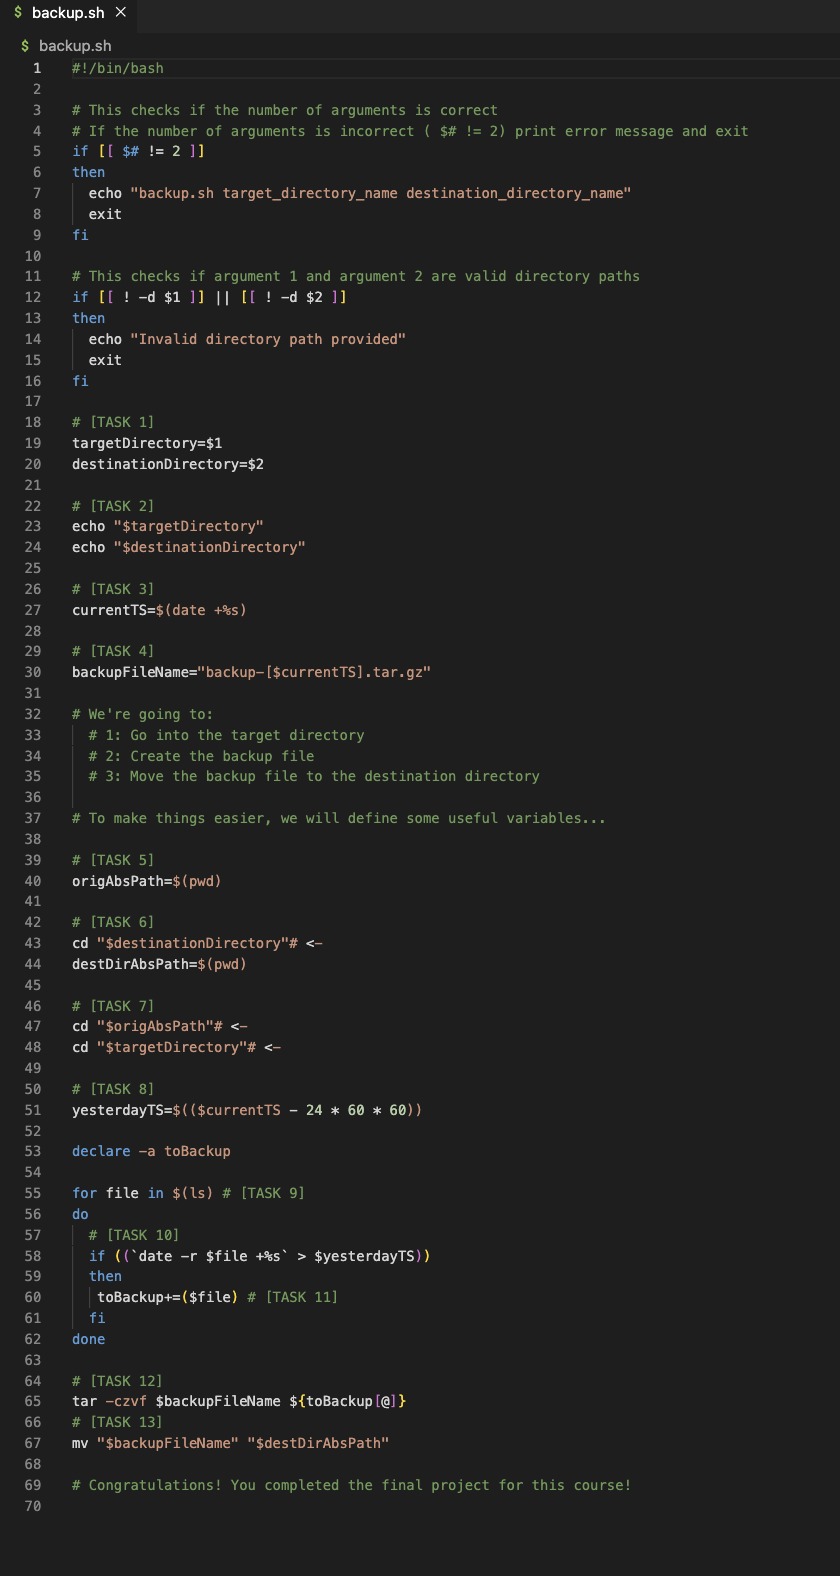 $ backup.sh ×
$ backup.sh
1 #!/bin/bash
2
3 # This checks if the number of arguments is correct
4 # If the number of arguments is incorrect ( $# != 2) print error message and exit
5 if [[ $# != 2 ]]
6 then
7   echo "backup.sh target_directory_name destination_directory_name"
8   exit
9 fi
10
11 # This checks if argument 1 and argument 2 are valid directory paths
12 if [[ ! -d $1 ]] || [[ ! -d $2 ]]
13 then
14   echo "Invalid directory path provided"
15   exit
16 fi
17
18 # [TASK 1]
19 targetDirectory=$1
20 destinationDirectory=$2
21
22 # [TASK 2]
23 echo "$targetDirectory"
24 echo "$destinationDirectory"
25
26 # [TASK 3]
27 currentTS=$(date +%s)
28
29 # [TASK 4]
30 backupFileName="backup-[$currentTS].tar.gz"
31
32 # We're going to:
33   # 1: Go into the target directory
34   # 2: Create the backup file
35   # 3: Move the backup file to the destination directory
36
37 # To make things easier, we will define some useful variables...
38
39 # [TASK 5]
40 origAbsPath=$(pwd)
41
42 # [TASK 6]
43 cd "$destinationDirectory"# <-
44 destDirAbsPath=$(pwd)
45
46 # [TASK 7]
47 cd "$origAbsPath"# <-
48 cd "$targetDirectory"# <-
49
50 # [TASK 8]
51 yesterdayTS=$(($currentTS - 24 * 60 * 60))
52
53 declare -a toBackup
54
55 for file in $(ls) # [TASK 9]
56 do
57   # [TASK 10]
58   if ((`date -r $file +%s` > $yesterdayTS))
59   then
60    toBackup+=($file) # [TASK 11]
61   fi
62 done
63
64 # [TASK 12]
65 tar -czvf $backupFileName ${toBackup[@]}
66 # [TASK 13]
67 mv "$backupFileName" "$destDirAbsPath"
68
69 # Congratulations! You completed the final project for this course!
70